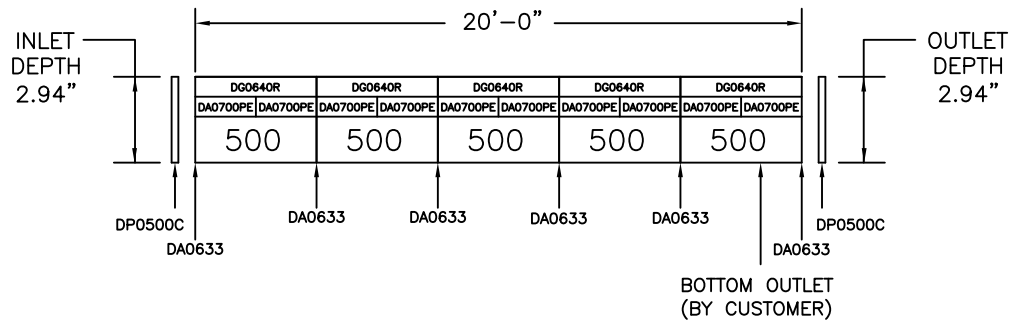 20'-0"
INLET
DEPTH
2.94"
OUTLET
DEPTH
2.94"
DG0640R DG0640R DG0640R DG0640R DG0640R
DA0700PE DA0700PE DA0700PE DA0700PE DA0700PE DA0700PE DA0700PE DA0700PE DA0700PE DA0700PE
500 500 500 500 500
DP0500C
DA0633
DA0633
DA0633
DA0633
DA0633
DP0500C
DA0633
BOTTOM OUTLET
(BY CUSTOMER)